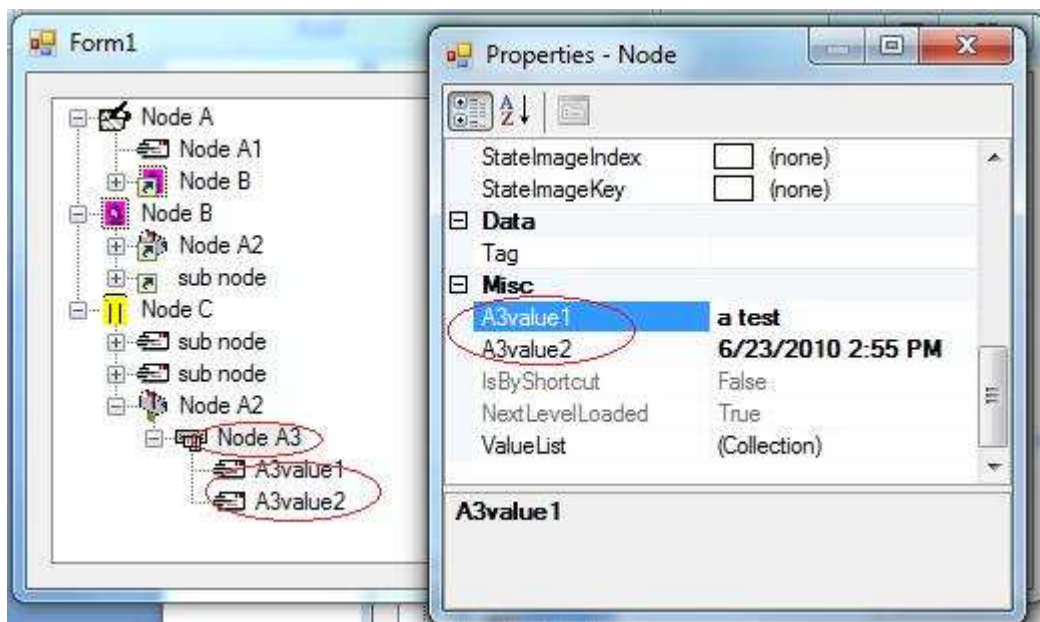 Form1
Node A
Node A1
Node B
Node B
Node A2
sub node
Node C
sub node
sub node
Node A2
Node A3
A3value1
A3value2
Properties - Node
A
Z
StateImageIndex (none)
StateImageKey (none)
Data
Tag
Misc
A3value1 a test
A3value2 6/23/2010 2:55 PM
IsByShortcut False
NextLevelLoaded True
ValueList (Collection)
A3value1